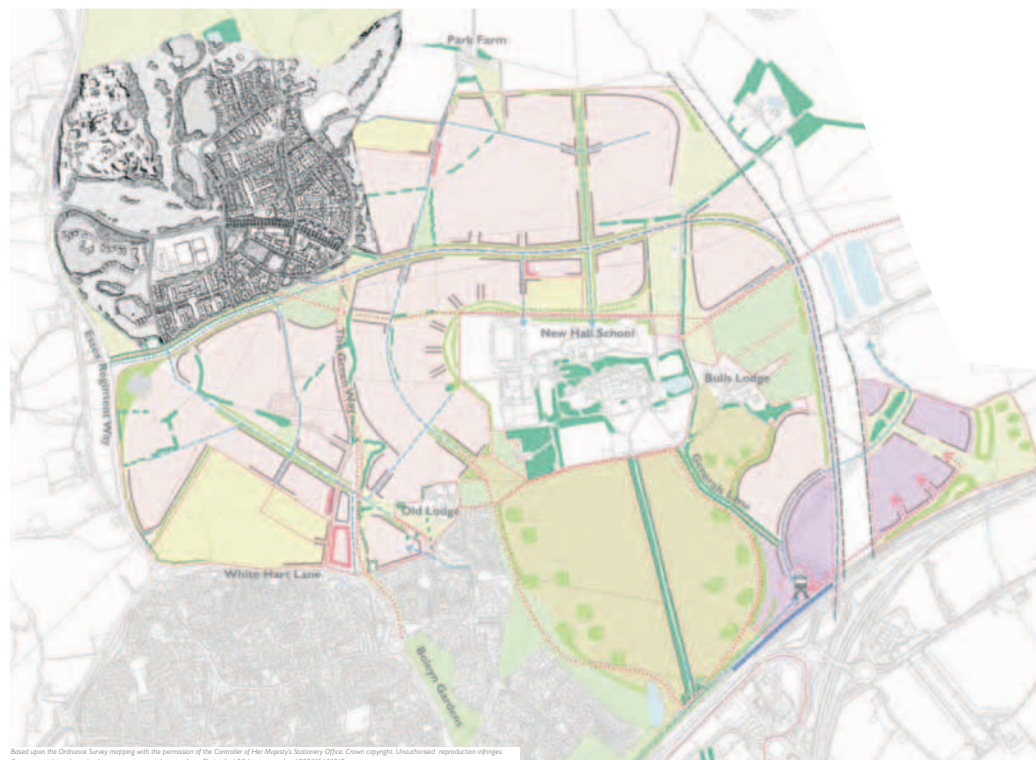 Park Farm
New Hall School
Bulls Lodge
Essex Regiment Way
The Green Way
Generals Lane
Old Lodge
White Hart Lane
Boleyn Gardens
Based upon the Ordnance Survey mapping with the permission of the Controller of Her Majesty's Stationery Office. Crown copyright. Unauthorised reproduction infringes